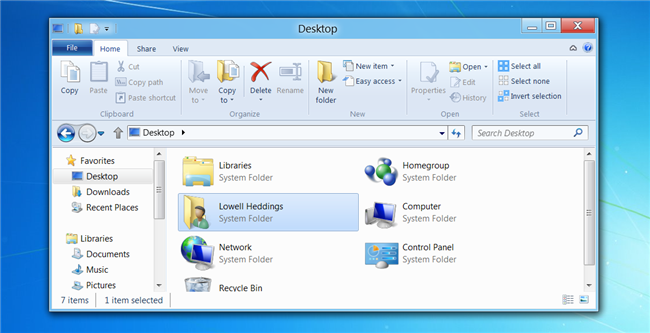 Desktop
File Home Share View
Copy
Paste
Cut
Copy path
Paste shortcut
Clipboard
Move to
Copy to
Delete
Rename
Organize
New folder
New item
Easy access
New
Properties
Open
Edit
History
Open
Select all
Select none
Invert selection
Select
Desktop
Search Desktop
Favorites
Desktop
Downloads
Recent Places
Libraries
Documents
Music
Pictures
Libraries
System Folder
Homegroup
System Folder
Lowell Heddings
System Folder
Computer
System Folder
Network
System Folder
Control Panel
System Folder
Recycle Bin
7 items 1 item selected